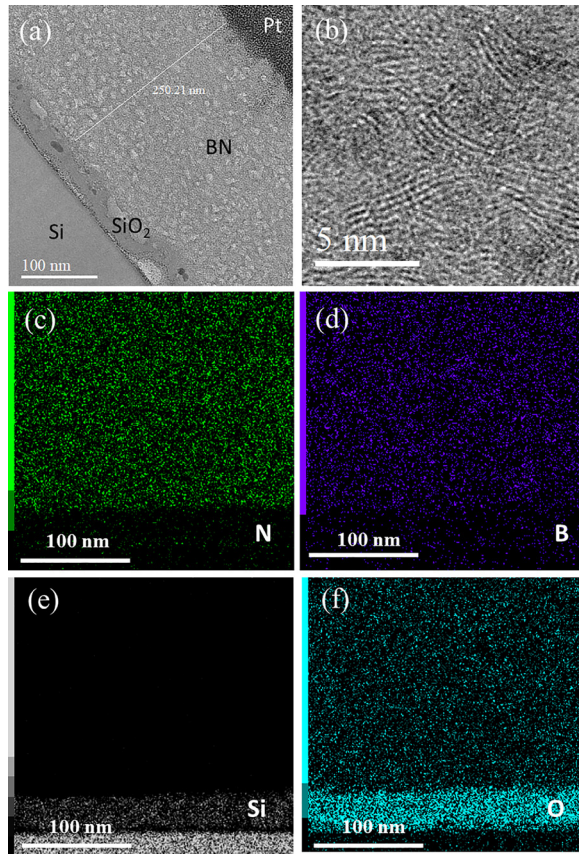 (a)
Pt
250.21 nm
BN
SiO₂
Si
100 nm
(b)
5 nm
(c)
100 nm
N
(d)
100 nm
B
(e)
Si
100 nm
(f)
O
100 nm